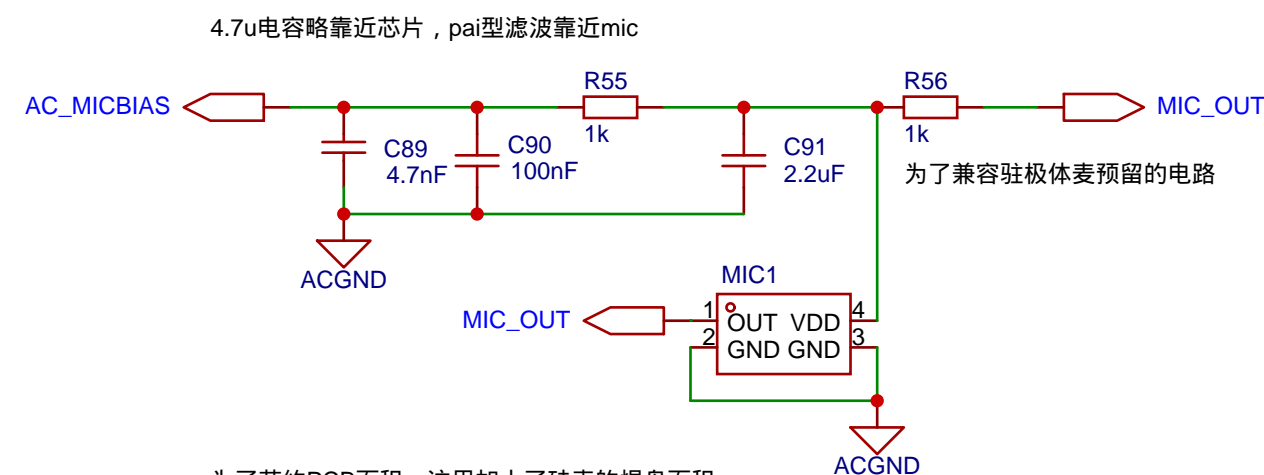 4.7u电容略靠近芯片，pai型滤波靠近mic
R55
R56
AC_MICBIAS
MIC_OUT
1k
1k
C89
4.7nF
C90
100nF
C91
2.2uF
为了兼容驻极体麦预留的电路
ACGND
MIC1
MIC_OUT
1
OUT
VDD
4
2
GND
GND
3
ACGND